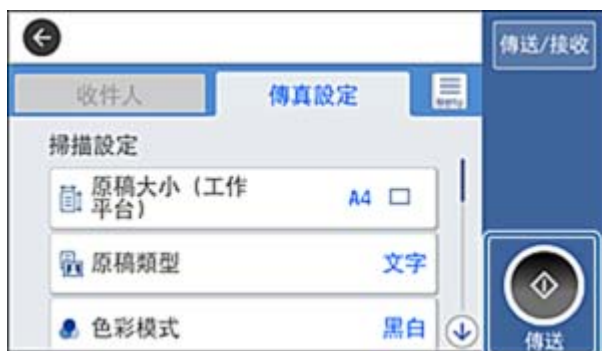 傳送/接收
收件人
傳真設定
Menu
掃描設定
原稿大小（工作
平台）
A4
原稿類型
文字
色彩模式
黑白
傳送